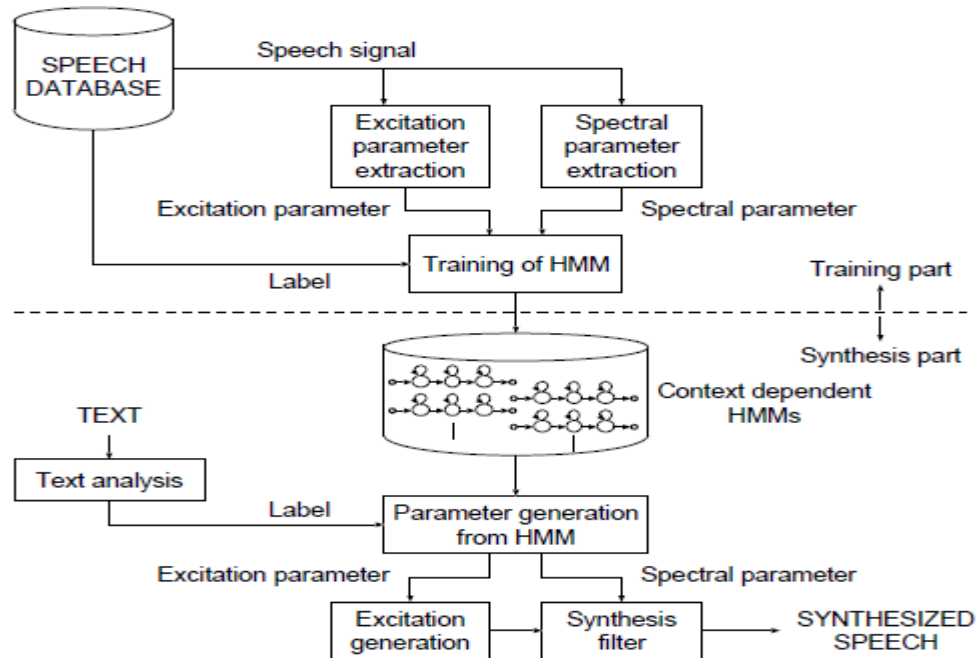 SPEECH
DATABASE
Speech signal
Excitation
parameter
extraction
Spectral
parameter
extraction
Excitation parameter
Spectral parameter
Training of HMM
Label
Training part
Synthesis part
Context dependent
HMMs
TEXT
Text analysis
Label
Parameter generation
from HMM
Excitation parameter
Spectral parameter
Excitation
generation
Synthesis
filter
SYNTHESIZED
SPEECH